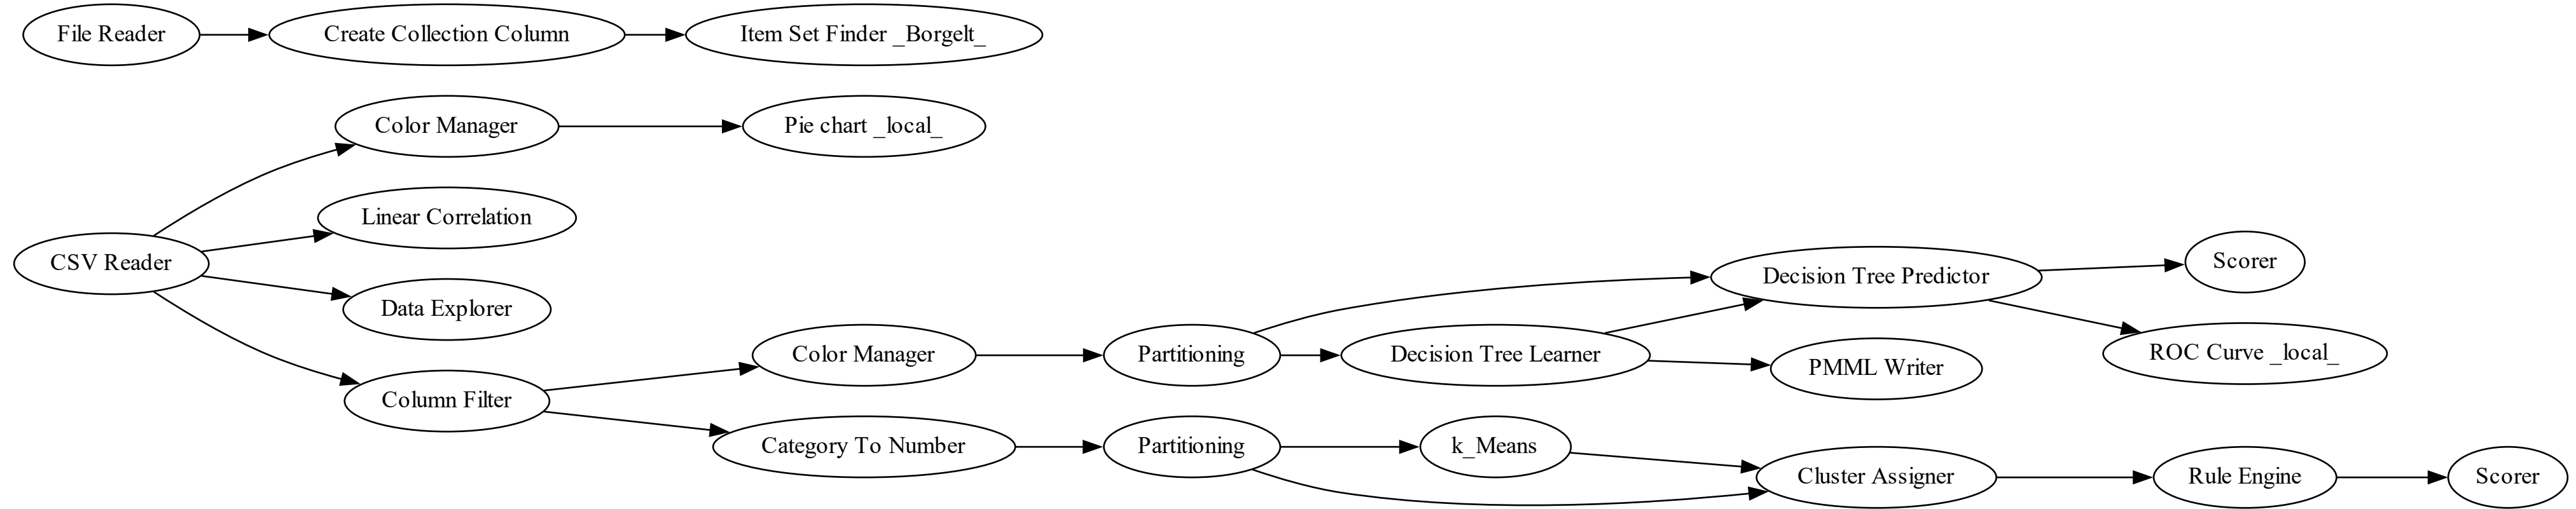 File Reader
Create Collection Column
Item Set Finder _Borgelt_
Color Manager
Pie chart _local_
Linear Correlation
CSV Reader
Data Explorer
Column Filter
Color Manager
Partitioning
Decision Tree Learner
Decision Tree Predictor
Scorer
ROC Curve _local_
PMML Writer
Category To Number
Partitioning
k_Means
Cluster Assigner
Rule Engine
Scorer